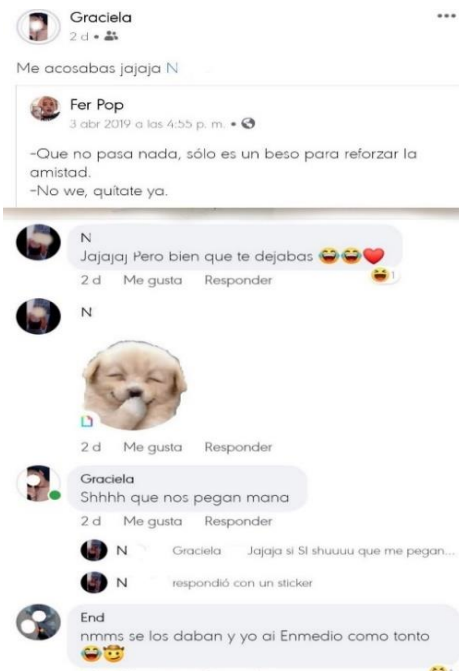 Graciela
2 d •
Me acosabas jajaja N
Fer Pop
3 abr 2019 a las 4:55 p. m. •
-Que no pasa nada, sólo es un beso para reforzar la
amistad.
-No we, quítate ya.
N
Jajajaj Pero bien que te dejabas 😂😂❤️
😆 1
2 d Me gusta Responder
N
2 d Me gusta Responder
Graciela
Shhhh que nos pegan mana
2 d Me gusta Responder
N Graciela Jajaja si SI shuuuu que me pegan...
N respondió con un sticker
End
nmms se los daban y yo ai Enmedio como tonto
😂🤠